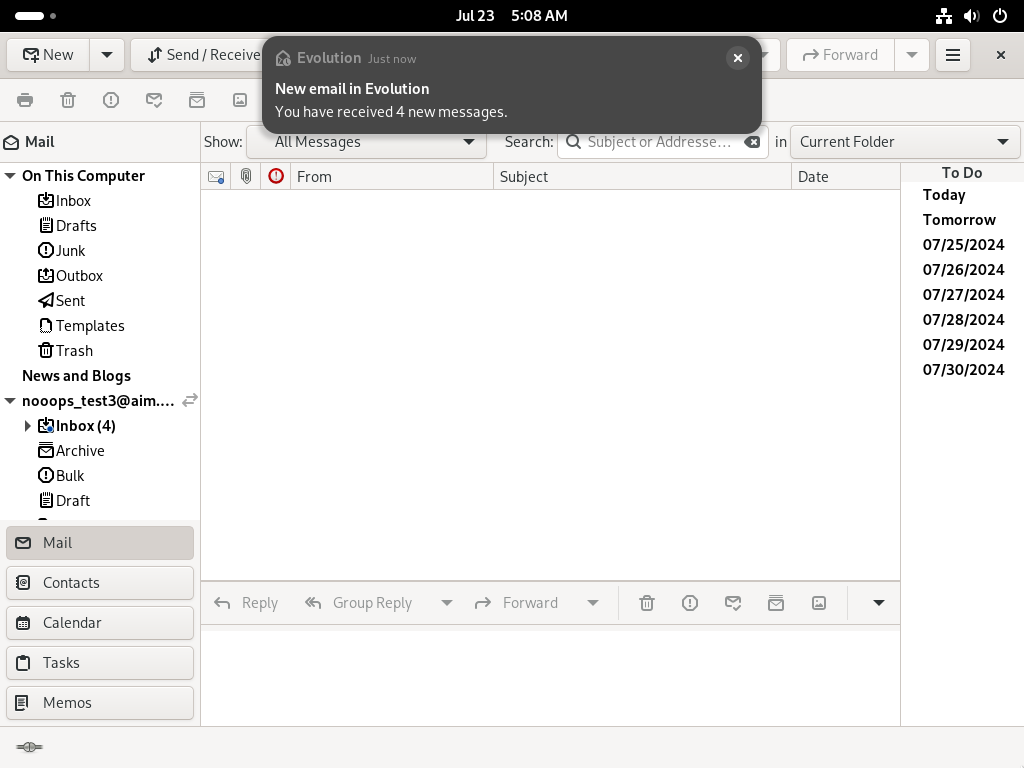 Jul 23 5:08 AM
New
Send / Receive
Evolution Just now
Forward
New email in Evolution
You have received 4 new messages.
Mail
Show: All Messages
Search: Subject or Addresse...
in Current Folder
From
Subject
Date
To Do
Today
Tomorrow
07/25/2024
07/26/2024
07/27/2024
07/28/2024
07/29/2024
07/30/2024
On This Computer
Inbox
Drafts
Junk
Outbox
Sent
Templates
Trash
News and Blogs
nooops_test3@aim....
Inbox (4)
Archive
Bulk
Draft
Mail
Contacts
Calendar
Tasks
Memos
Reply
Group Reply
Forward